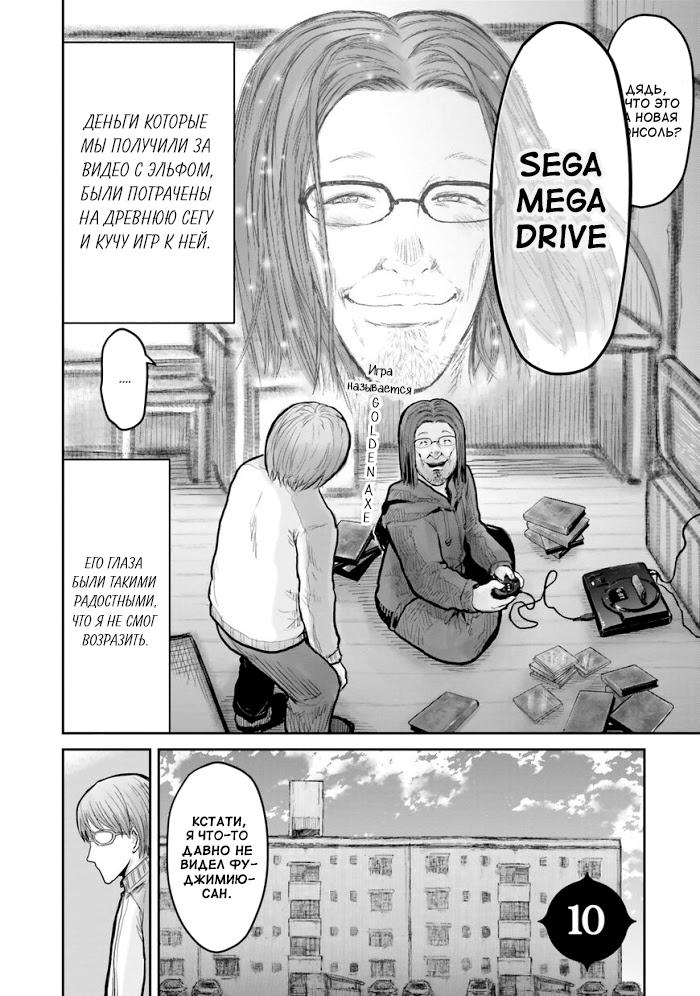 ДЯДЬ,
ЧТО ЭТО
А НОВАЯ
ОНСОЛЬ?
SEGA
MEGA
DRIVE
ДЕНЬГИ КОТОРЫЕ
МЫ ПОЛУЧИЛИ ЗА
ВИДЕО С ЭЛЬФОМ,
БЫЛИ ПОТРАЧЕНЫ
НА ДРЕВНЮЮ СЕГУ
И КУЧУ ИГР К НЕЙ.
....
Игра
называется
GOLDEN AXE
ЕГО ГЛАЗА
БЫЛИ ТАКИМИ
РАДОСТНЫМИ,
ЧТО Я НЕ СМОГ
ВОЗРАЗИТЬ.
КСТАТИ,
Я ЧТО-ТО
ДАВНО НЕ
ВИДЕЛ ФУ-
ДЖИМИЮ-
САН.
10